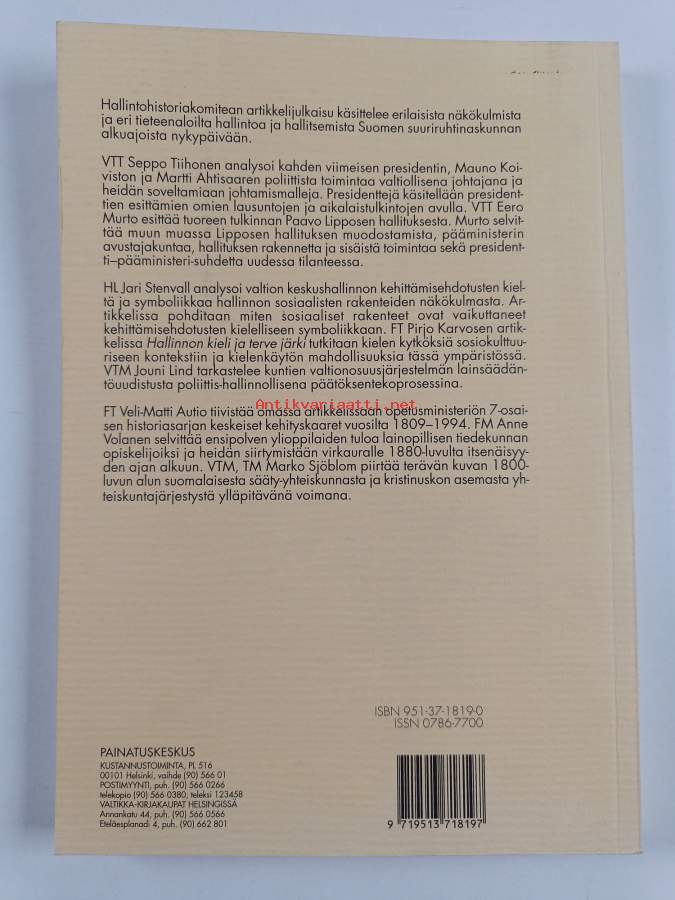 Hallintohistoriakomitean artikkelijulkaisu käsittelee erilaisista näkökulmista
ja eri tieteenaloilta hallintoa ja hallitsemista Suomen suuriruhtinaskunnan
alkuajoista nykypäivään.
VTT Seppo Tiihonen analysoi kahden viimeisen presidentin, Mauno Koi-
viston ja Martti Ahtisaaren poliittista toimintaa valtiollisena johtajana ja
heidän soveltamiaan johtamismalleja. Presidenttejä käsitellään president-
tien esittämien omien lausuntojen ja aikalaistulkintojen avulla. VTT Eero
Murto esittää tuoreen tulkinnan Paavo Lipposen hallituksesta. Murto selvit-
tää muun muassa Lipposen hallituksen muodostamista, pääministerin
avustajakuntaa, hallituksen rakennetta ja sisäistä toimintaa sekä president-
ti–pääministeri-suhdetta uudessa tilanteessa.
HL Jari Stenvall analysoi valtion keskushallinnon kehittämisehdotusten kiel-
tä ja symboliikkaa hallinnon sosiaalisten rakenteiden näkökulmasta. Ar-
tikkelissa pohditaan miten sosiaaliset rakenteet ovat vaikuttaneet
kehittämisehdotusten kielelliseen symboliikkaan. FT Pirjo Karvosen artik-
kelissa Hallinnon kieli ja terve järki tutkitaan kielen kytköksiä sosiokulttuu-
riseen kontekstiin ja kielenkäytön mahdollisuuksia tässä ympäristössä.
VTM Jouni Lind tarkastelee kuntien valtionosuusjärjestelmän lainsäädän-
töuudistusta poliittis-hallinnollisena päätöksentekoprosessina.
Antikvariaatti.net
FT Veli-Matti Autio tiivistää omassa artikkelissaan opetusministeriön 7-osai-
sen historiasarjan keskeiset kehityskaaret vuosilta 1809–1994. FM Anne
Volanen selvittää ensipolven ylioppilaiden tuloa lainopillisen tiedekunnan
opiskelijoiksi ja heidän siirtymistään virkauralle 1880-luvulta itsenäisyy-
den ajan alkuun. VTM, TM Marko Sjöblom piirtää terävän kuvan 1800-
luvun alun suomalaisesta sääty-yhteiskunnasta ja kristinuskon asemasta yh-
teiskuntajärjestystä ylläpitävänä voimana.
ISBN 951-37-1819-0
ISSN 0786-7700
PAINATUSKESKUS
KUSTANNUSTOIMINTA, PL 516
00101 Helsinki, vaihde (90) 566 01
POSTIMYYNTI, puh. (90) 566 0266
telekopio (90) 566 0380, teleksi 123458
VALTIKKA-KIRJAKAUPAT HELSINGISSÄ
Annankatu 44, puh. (90) 566 0566
Eteläesplanadi 4, puh. (90) 662 801
9 719513 718197